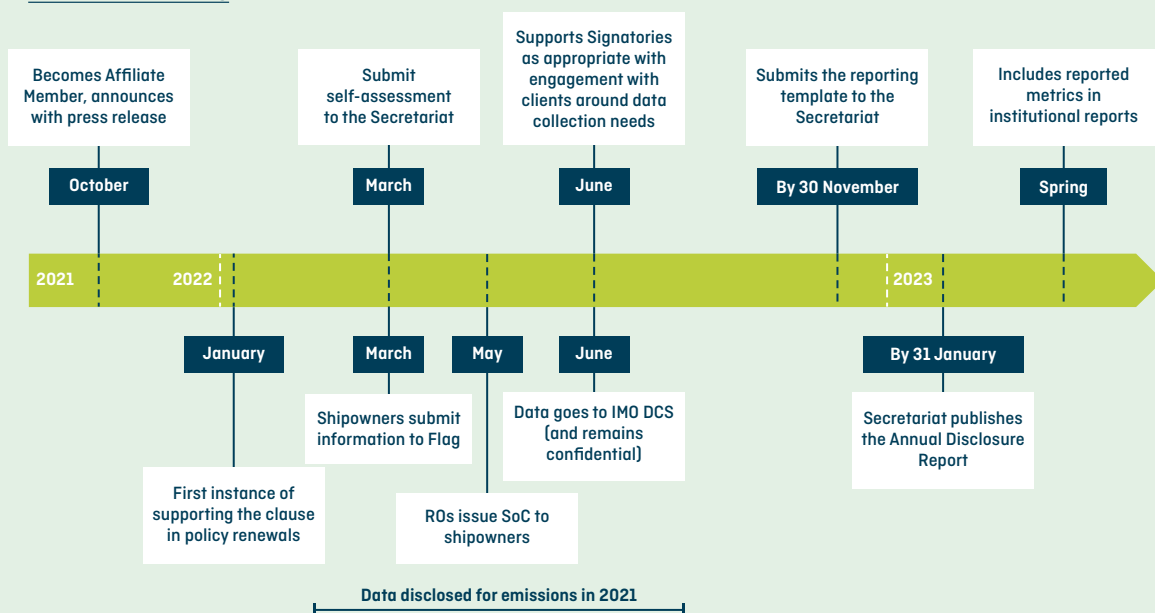 Becomes Affiliate
Member, announces
with press release
October
Submit
self-assessment
to the Secretariat
March
Supports Signatories
as appropriate with
engagement with
clients around data
collection needs
June
Submits the reporting
template to the
Secretariat
By 30 November
Includes reported
metrics in
institutional reports
Spring
2021
2022
2023
January
First instance of
supporting the clause
in policy renewals
March
Shipowners submit
information to Flag
May
ROs issue SoC to
shipowners
June
Data goes to IMO DCS
(and remains
confidential)
By 31 January
Secretariat publishes
the Annual Disclosure
Report
Data disclosed for emissions in 2021